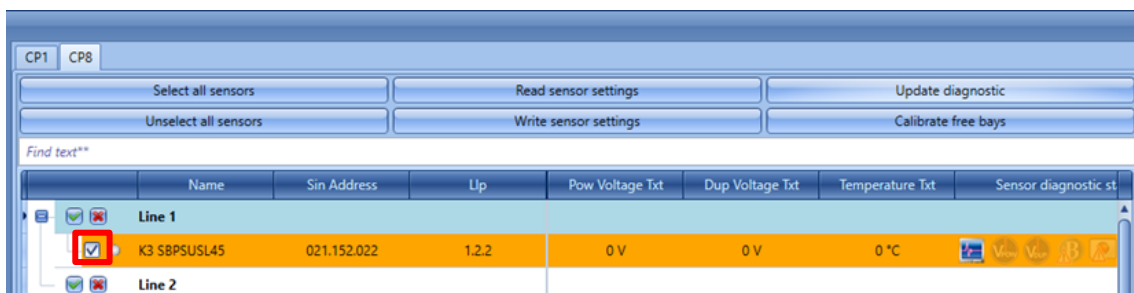 CP1 CP8
Select all sensors Read sensor settings Update diagnostic
Unselect all sensors Write sensor settings Calibrate free bays
Find text**
Name Sin Address Llp Pow Voltage Txt Dup Voltage Txt Temperature Txt Sensor diagnostic st
Line 1
K3 SBPSUSL45 021.152.022 1.2.2 0 V 0 V 0 °C
Line 2